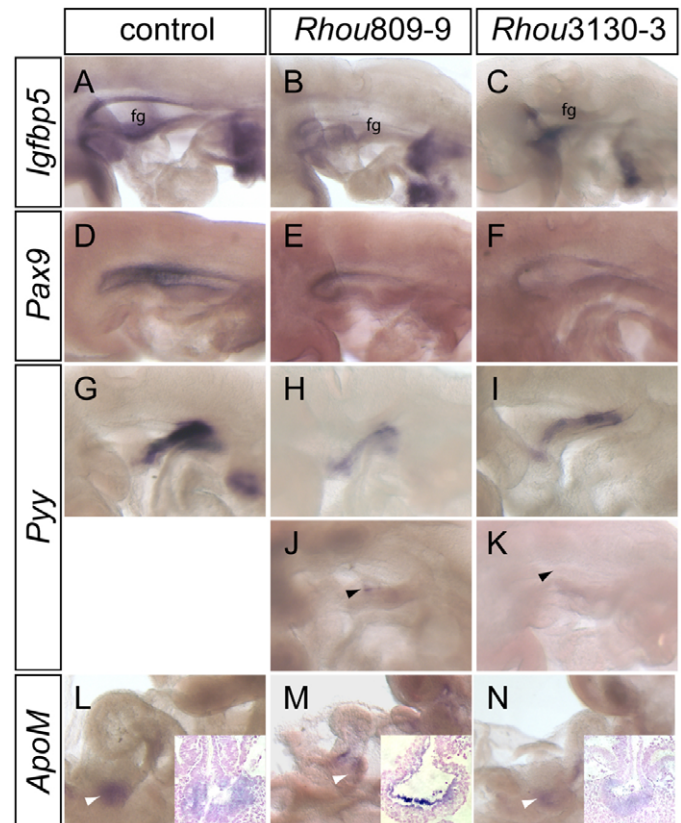 control Rhou809-9 Rhou3130-3
Igfbp5
A B C
fg fg fg
Pax9
D E F
Pyy
G H I
J K
ApoM
L M N